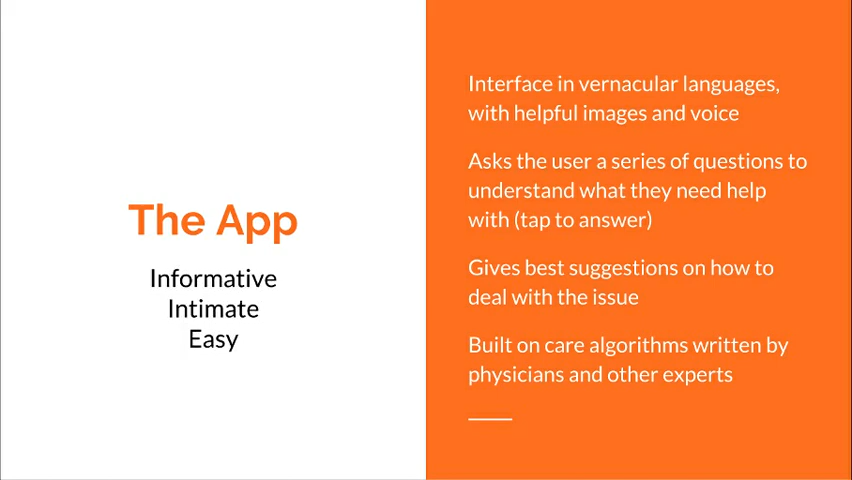 The App
Informative
Intimate
Easy
Interface in vernacular languages,
with helpful images and voice
Asks the user a series of questions to
understand what they need help
with (tap to answer)
Gives best suggestions on how to
deal with the issue
Built on care algorithms written by
physicians and other experts